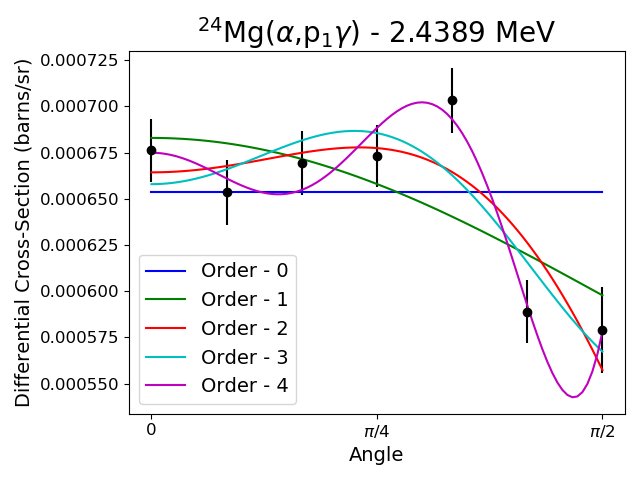 ²⁴Mg(α,p₁γ) - 2.4389 MeV
Differential Cross-Section (barns/sr)
0.000725
0.000700
0.000675
0.000650
0.000625
0.000600
0.000575
0.000550
Order - 0
Order - 1
Order - 2
Order - 3
Order - 4
0 π/4 π/2
Angle